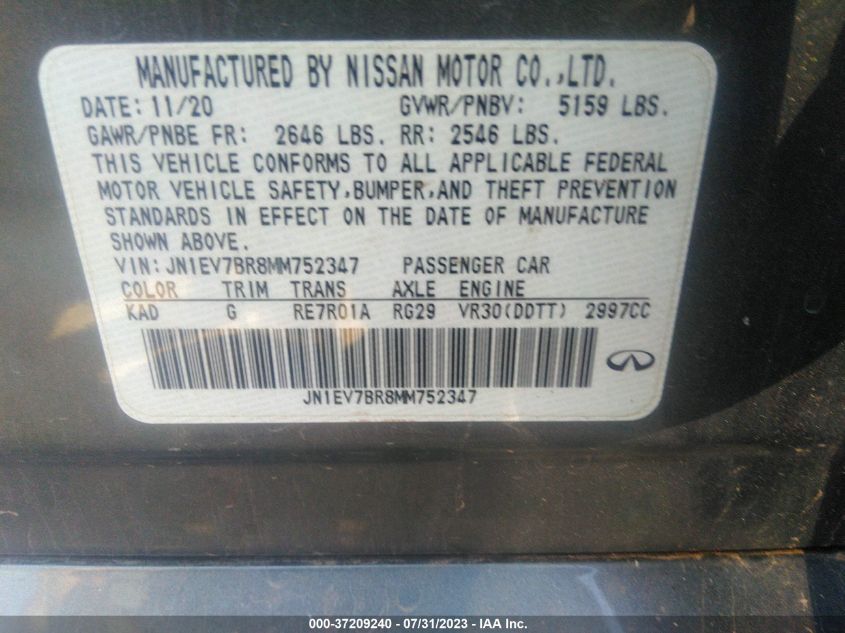 MANUFACTURED BY NISSAN MOTOR CO.,LTD.
DATE: 11/20 GVWR/PNBV: 5159 LBS.
GAWR/PNBE FR: 2646 LBS. RR: 2546 LBS.
THIS VEHICLE CONFORMS TO ALL APPLICABLE FEDERAL
MOTOR VEHICLE SAFETY,BUMPER,AND THEFT PREVENTION
STANDARDS IN EFFECT ON THE DATE OF MANUFACTURE
SHOWN ABOVE.
VIN:JN1EV7BR8MM752347 PASSENGER CAR
COLOR TRIM TRANS AXLE ENGINE
KAD G RE7R01A RG29 VR30(DDTT) 2997CC
JN1EV7BR8MM752347
000-37209240 - 07/31/2023 - IAA Inc.